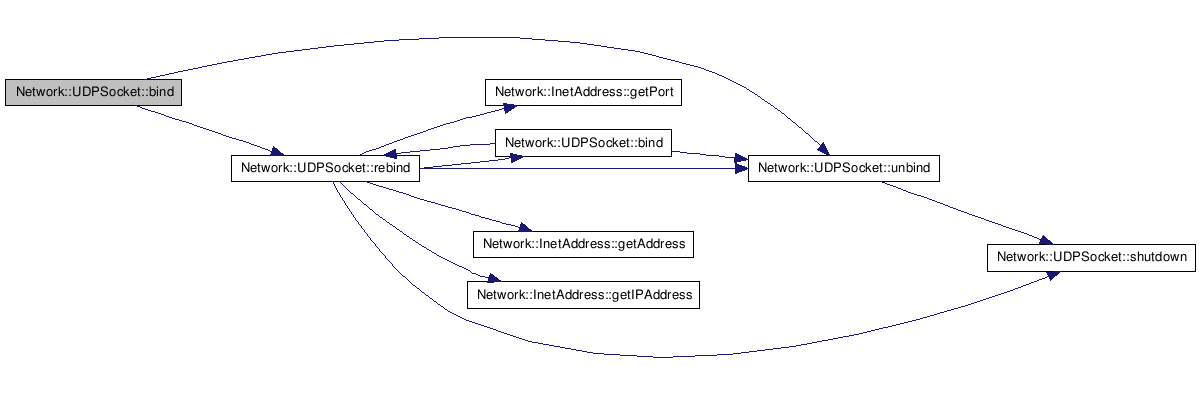 Network::UDPSocket::bind
Network::InetAddress::getPort
Network::UDPSocket::bind
Network::UDPSocket::rebind
Network::UDPSocket::unbind
Network::InetAddress::getAddress
Network::UDPSocket::shutdown
Network::InetAddress::getIPAddress